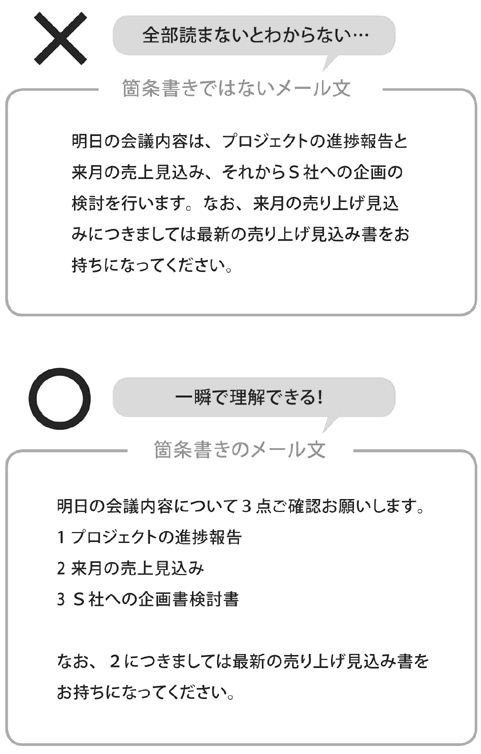 全部読まないとわからない…
箇条書きではないメール文
明日の会議内容は、プロジェクトの進捗報告と
来月の売上見込み、それからS社への企画の
検討を行います。なお、来月の売り上げ見込
みにつきましては最新の売り上げ見込み書をお
持ちになってください。
一瞬で理解できる！
箇条書きのメール文
明日の会議内容について3点ご確認お願いします。
1 プロジェクトの進捗報告
2 来月の売上見込み
3 S社への企画書検討書
なお、2につきましては最新の売り上げ見込み書を
お持ちになってください。